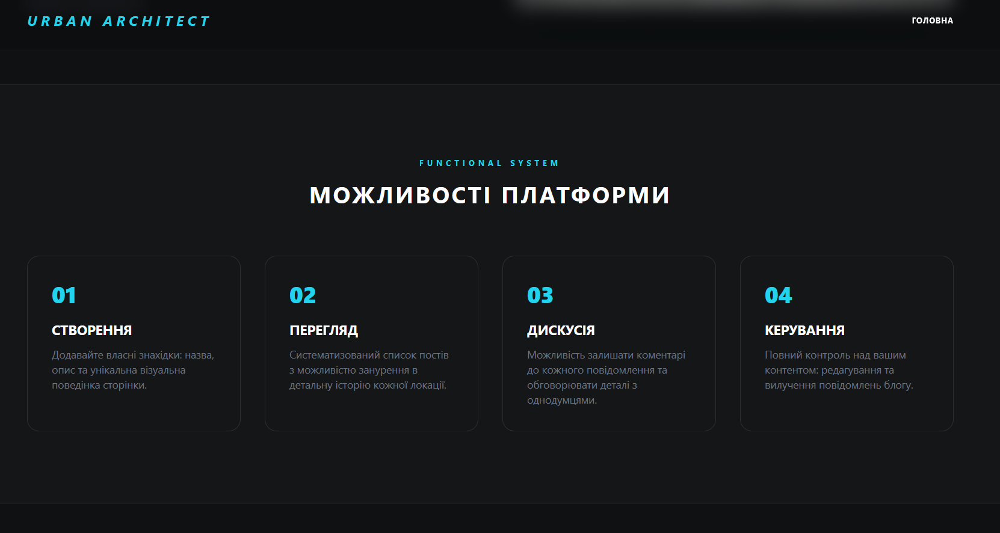 URBAN ARCHITECT
ГОЛОВНА
FUNCTIONAL SYSTEM
МОЖЛИВОСТІ ПЛАТФОРМИ
01
СТВОРЕННЯ
Додавайте власні знахідки: назва,
опис та унікальна візуальна
поведінка сторінки.
02
ПЕРЕГЛЯД
Систематизований список постів
з можливістю занурення в
детальну історію кожної локації.
03
ДИСКУСІЯ
Можливість залишати коментарі
до кожного повідомлення та
обговорювати деталі з
однодумцями.
04
КЕРУВАННЯ
Повний контроль над вашим
контентом: редагування та
вилучення повідомлень блогу.